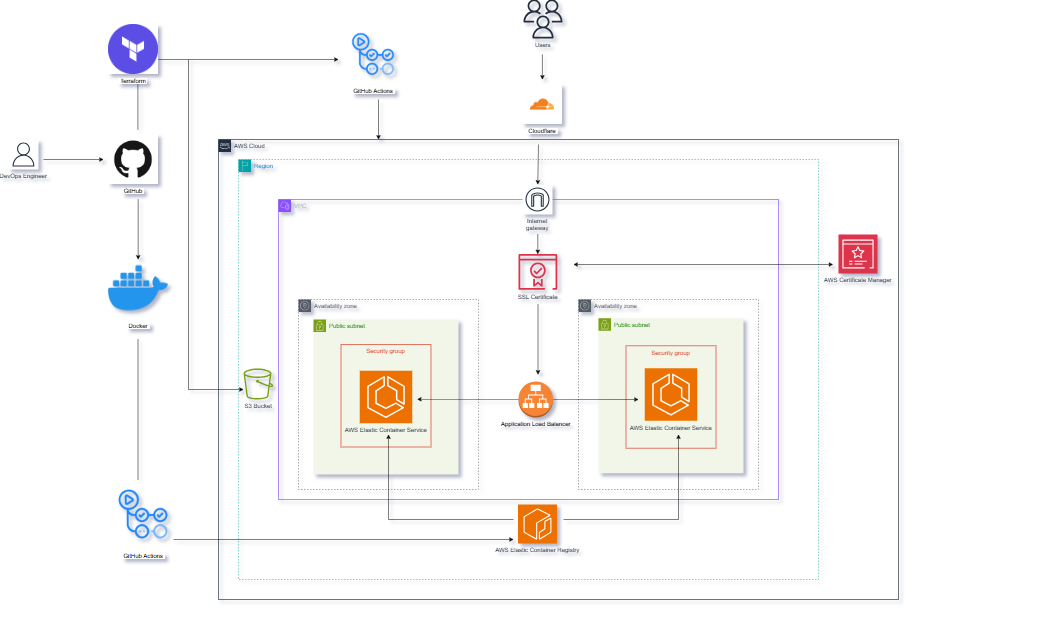 Users
Terraform
GitHub Actions
Cloudflare
aws
AWS Cloud
DevOps Engineer
Region
GitHub
VPC
Internet
gateway
SSL Certificate
AWS Certificate Manager
Availability zone
Availability zone
Public subnet
Public subnet
Docker
Security group
Security group
S3 Bucket
AWS Elastic Container Service
Application Load Balancer
AWS Elastic Container Service
GitHub Actions
AWS Elastic Container Registry